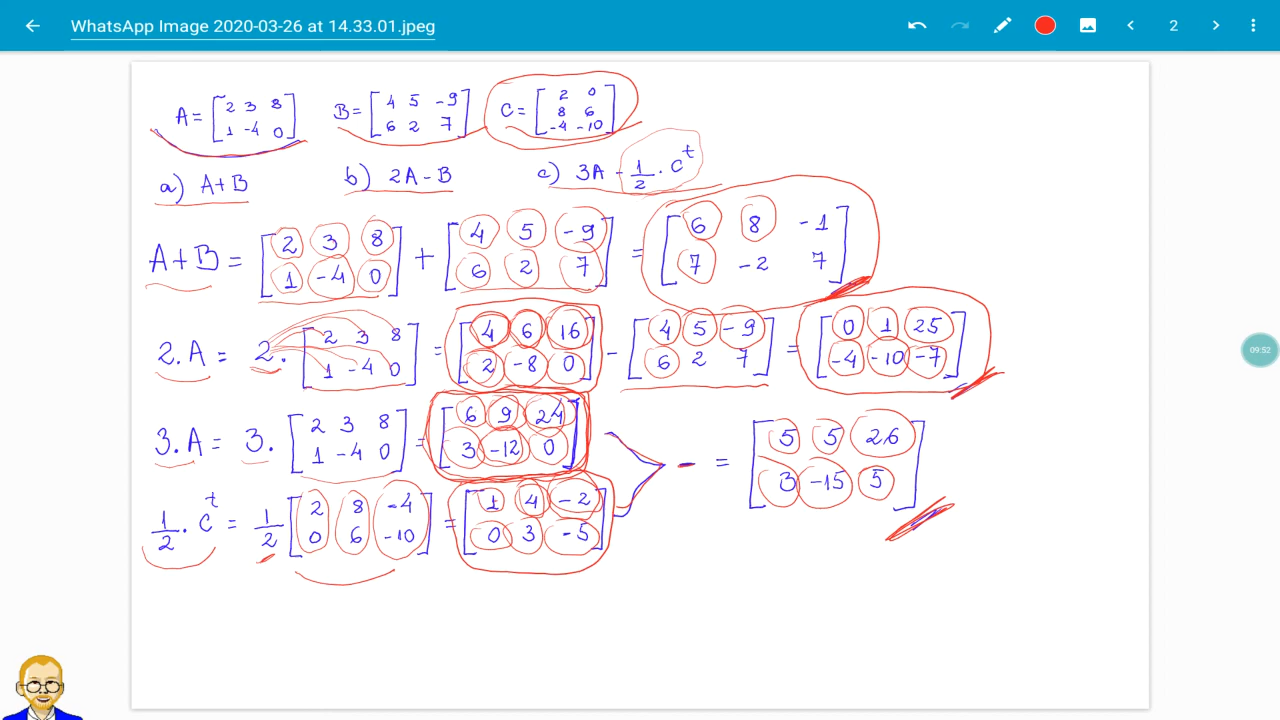 WhatsApp Image 2020-03-26 at 14.33.01.jpeg
2
A = [2 3 8
1 -4 0]
B = [4 5 -9
6 2 7]
C = [2 0
8 6
-4 -10]
a) A+B
b) 2A - B
c) 3A - 1/2 . C^t
A+B = [2 3 8
1 -4 0] + [4 5 -9
6 2 7] = [6 8 -1
7 -2 7]
2.A = 2. [2 3 8
1 -4 0] = [4 6 16
2 -8 0] - [4 5 -9
6 2 7] = [0 1 25
-4 -10 -7]
3.A = 3. [2 3 8
1 -4 0] = [6 9 24
3 -12 0]
- = [5 5 26
3 -15 5]
1/2 . C^t = 1/2 [2 8 -4
0 6 -10] = [1 4 -2
0 3 -5]
09:52